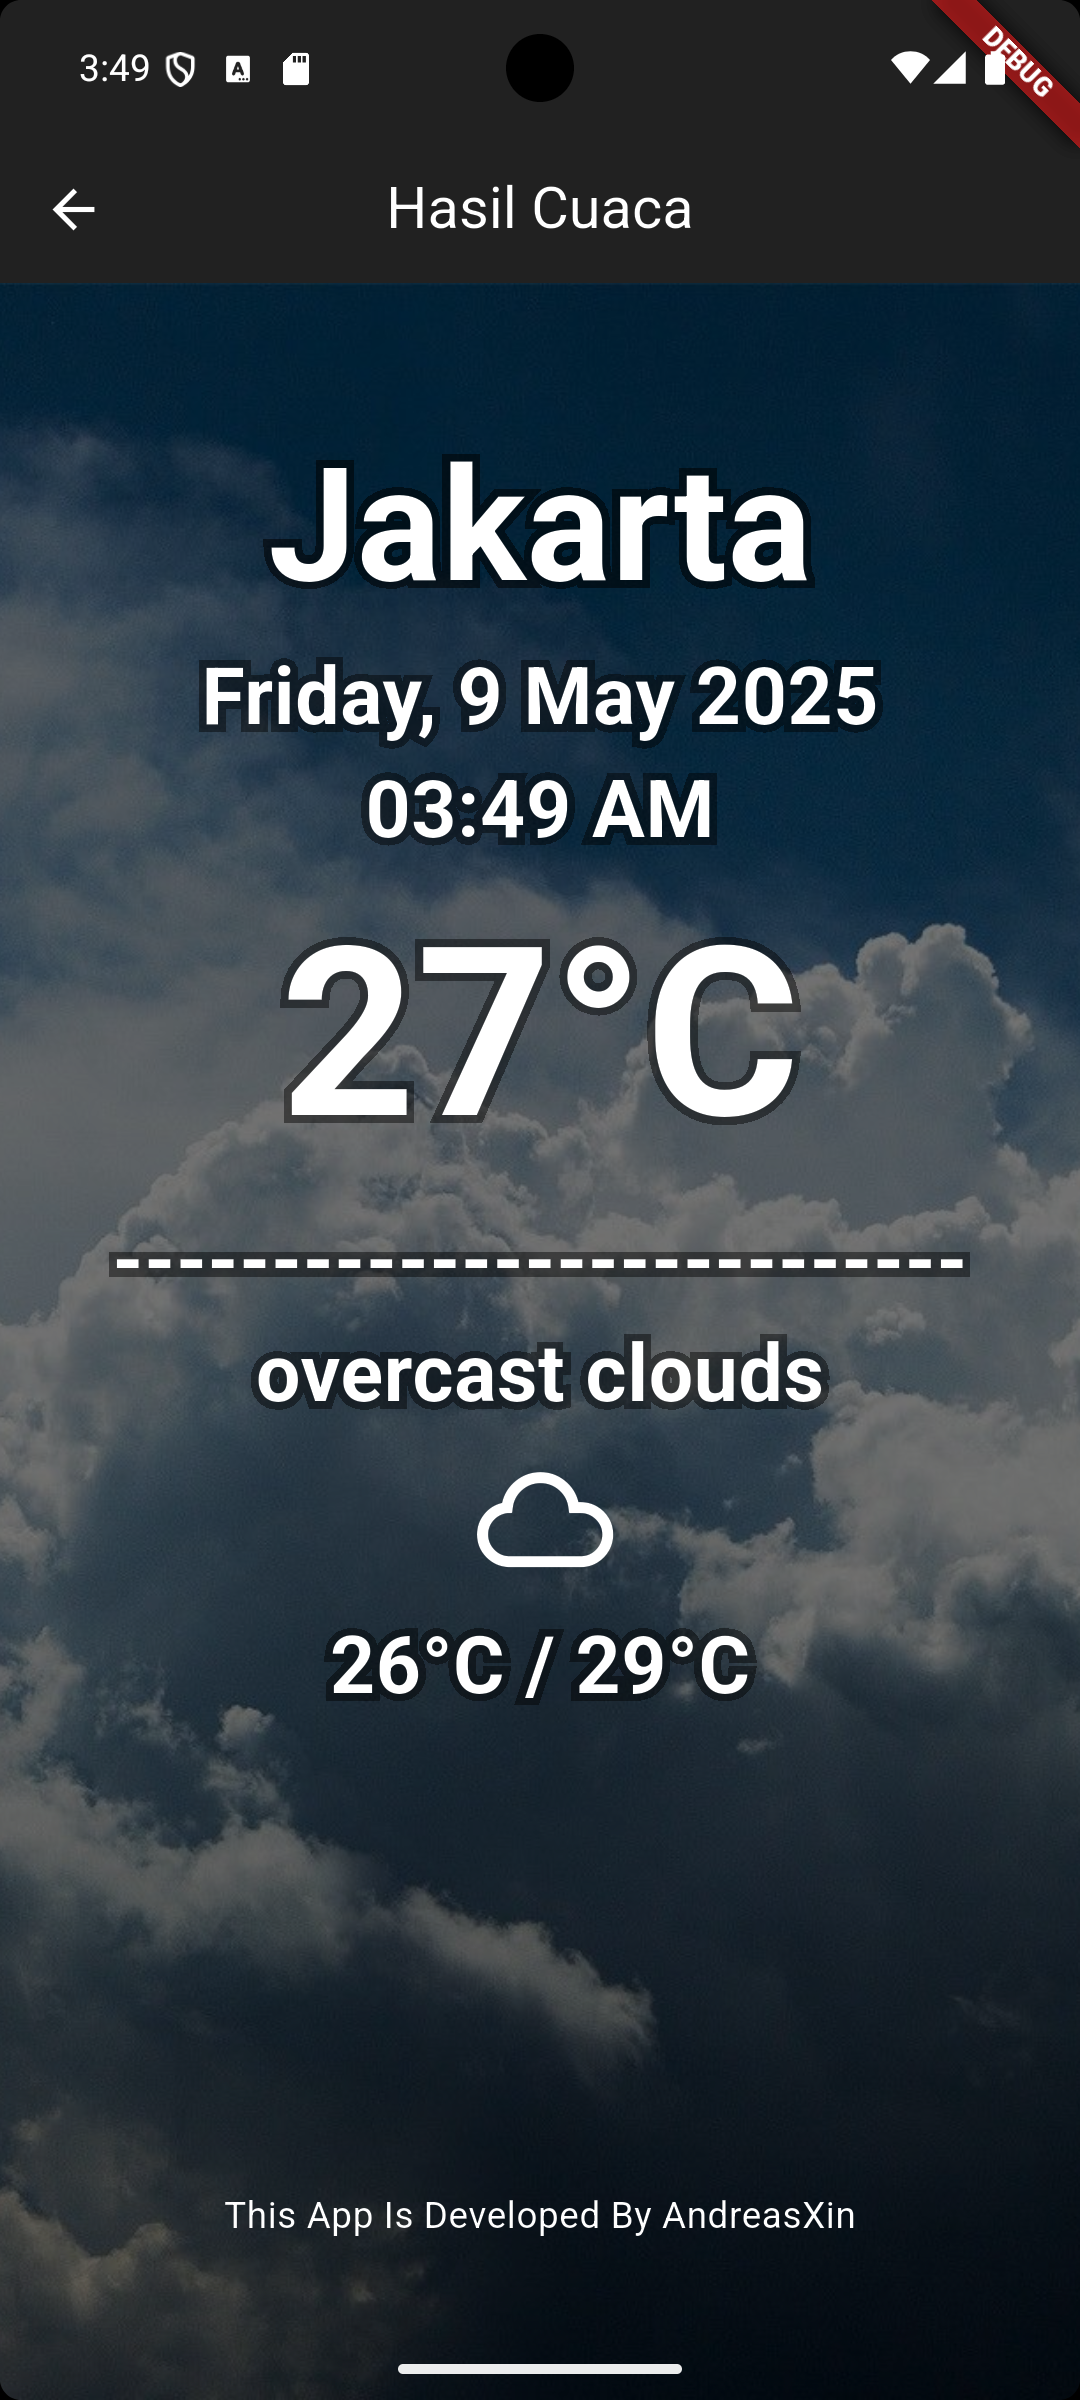 3:49
DEBUG
Hasil Cuaca
Jakarta
Friday, 9 May 2025
03:49 AM
27°C
---------------------------
overcast clouds
26°C / 29°C
This App Is Developed By AndreasXin